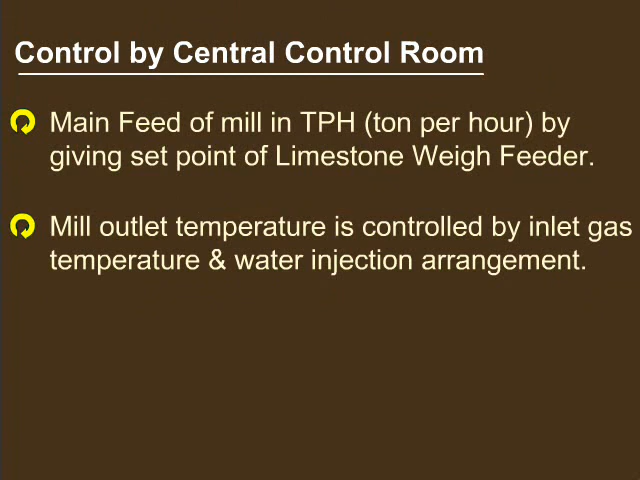 Control by Central Control Room
Main Feed of mill in TPH (ton per hour) by
giving set point of Limestone Weigh Feeder.
Mill outlet temperature is controlled by inlet gas
temperature & water injection arrangement.